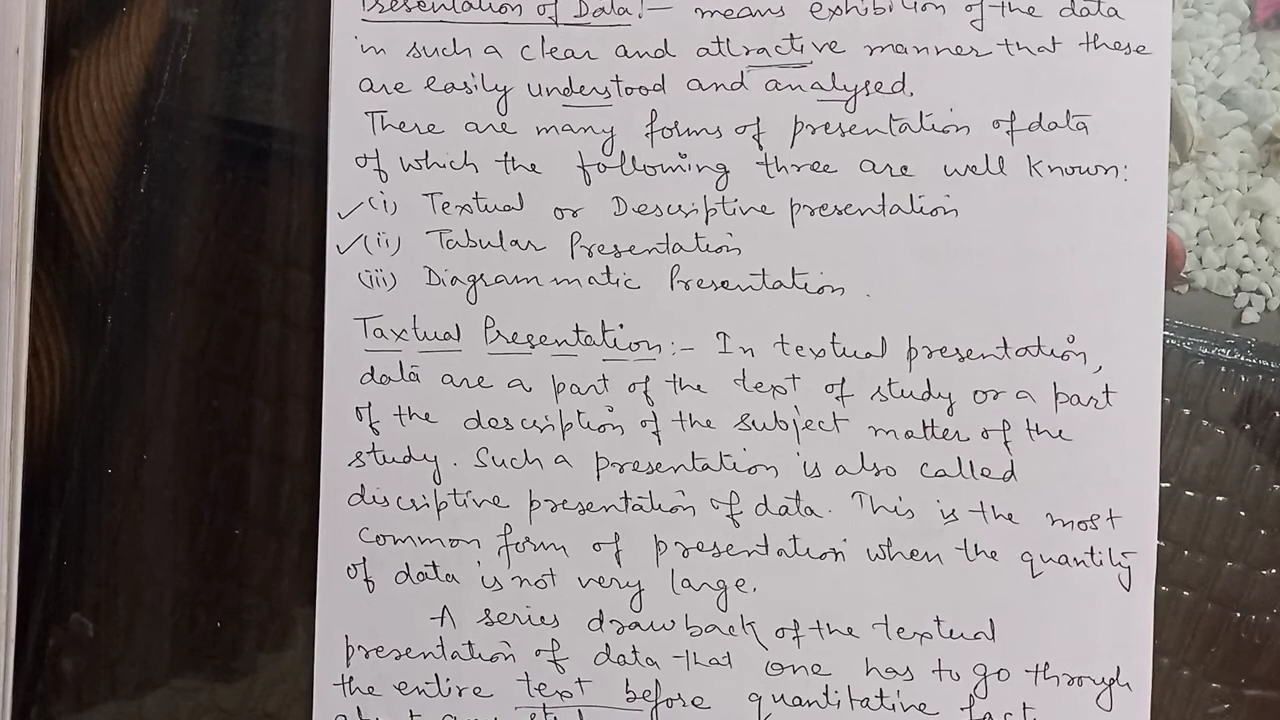 Presentation of Data:- means exhibition of the data
in such a clear and attractive manner that these
are easily understood and analysed.
There are many forms of presentation of data
of which the following three are well known:
(i) Textual or Descriptive presentation
(ii) Tabular Presentation
(iii) Diagrammatic Presentation.
Taxtual Presentation:- In textual presentation,
data are a part of the text of study or a part
of the description of the subject matter of the
study. Such a presentation is also called
discriptive presentation of data. This is the most
common form of presentation when the quantity
of data is not very large.
A series drawback of the textual
presentation of data that one has to go through
the entire text before quantitative fact